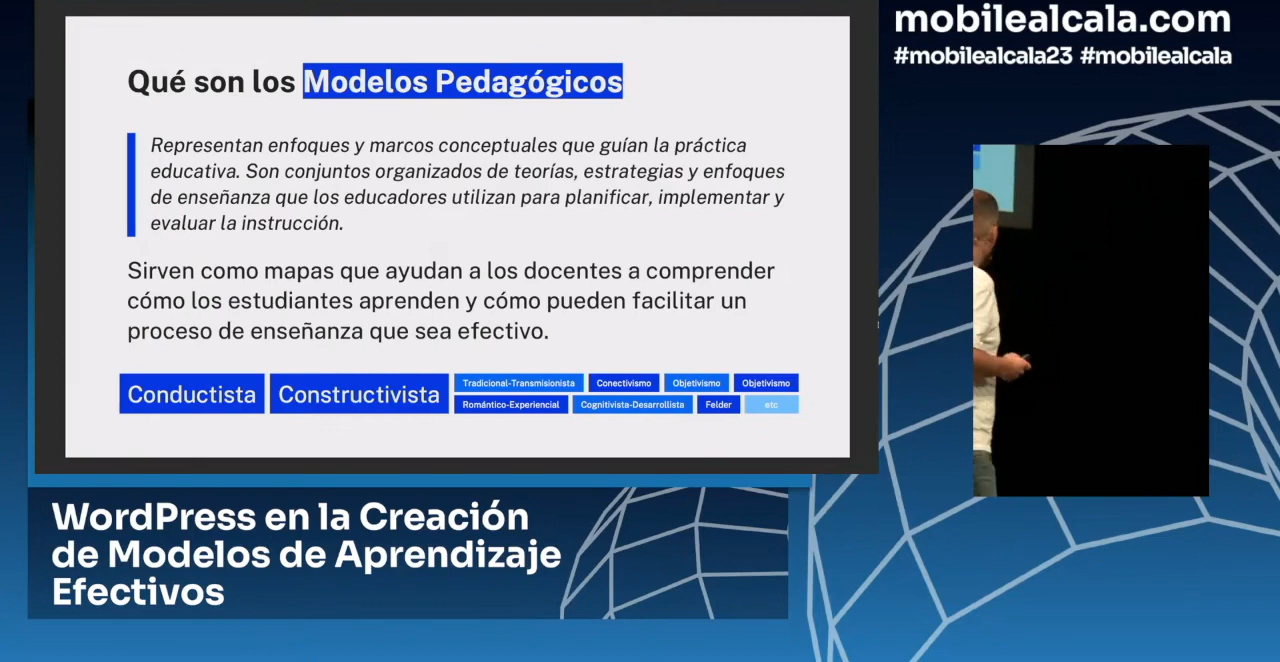 mobilealcala.com
#mobilealcala23 #mobilealcala
Qué son los Modelos Pedagógicos
Representan enfoques y marcos conceptuales que guían la práctica
educativa. Son conjuntos organizados de teorías, estrategias y enfoques
de enseñanza que los educadores utilizan para planificar, implementar y
evaluar la instrucción.
Sirven como mapas que ayudan a los docentes a comprender
cómo los estudiantes aprenden y cómo pueden facilitar un
proceso de enseñanza que sea efectivo.
Conductista Constructivista
Tradicional-Transmisionista Conectivismo Objetivismo Objetivismo
Romántico-Experiencial Cognitivista-Desarrollista Felder etc
WordPress en la Creación
de Modelos de Aprendizaje
Efectivos